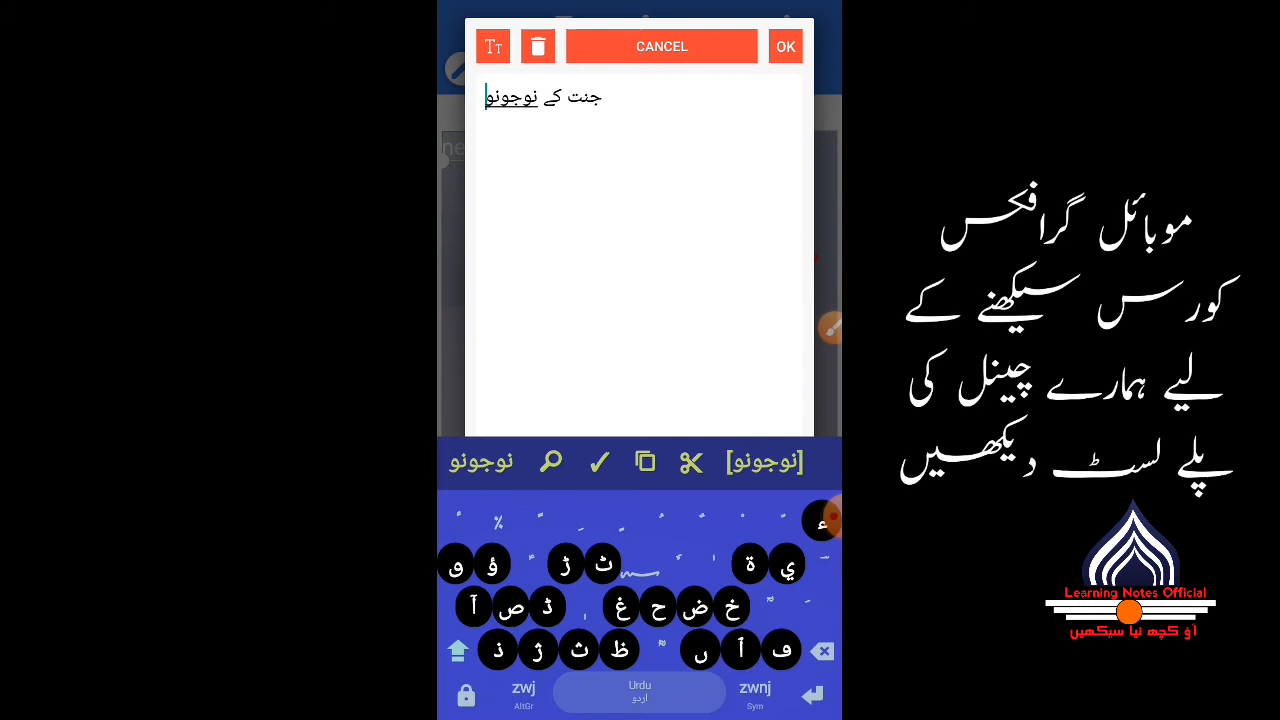 CANCEL
OK
جنت کے نوجونو
ne
نوجونو
[نوجونو]
ء
٪
ق ؤ ڑ ٹ ة ي
آ ص ڈ غ ح ض خ
ذ ژ ث ظ ں ٱ ف
zwj
AltGr
Urdu
اردو
zwnj
Sym
موبائل گرافکس
کورس سیکھنے کے
لیے ہمارے چینل کی
پلے لسٹ دیکھیں
Learning Notes Official
آؤ کچھ نیا سیکھیں